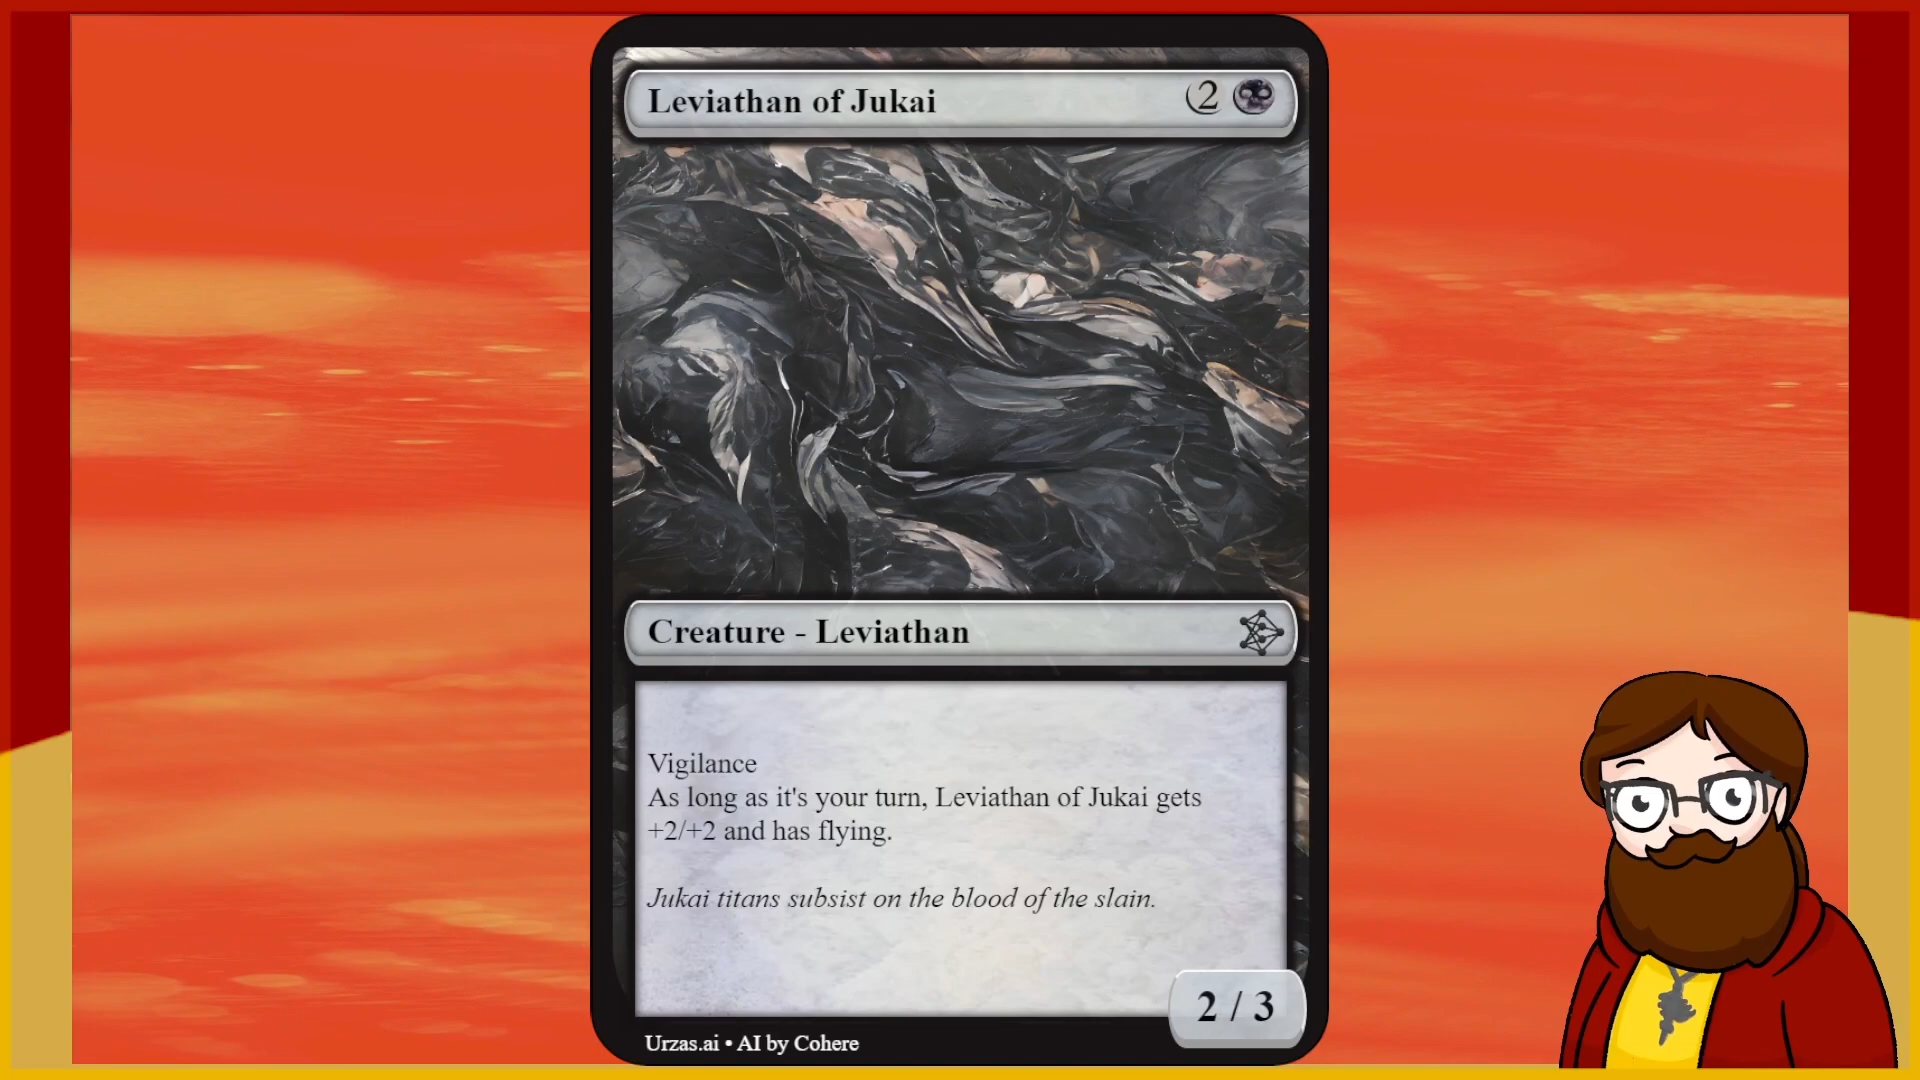 Leviathan of Jukai 2
Creature - Leviathan
Vigilance
As long as it's your turn, Leviathan of Jukai gets
+2/+2 and has flying.
Jukai titans subsist on the blood of the slain.
2 / 3
Urzas.ai • AI by Cohere